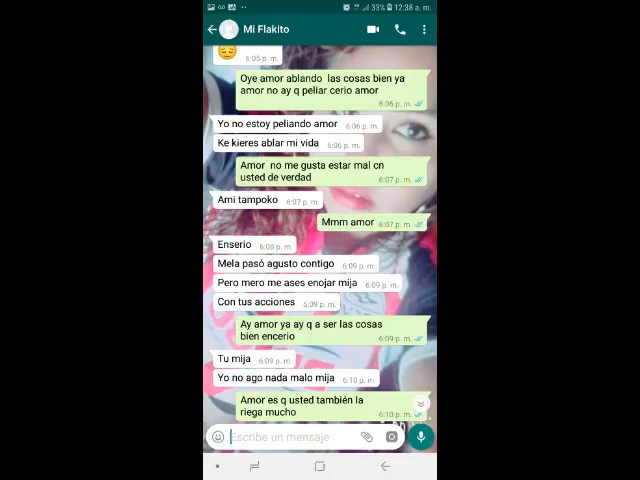 33% 12:38 a. m.
Mi Flakito
6:05 p. m.
Oye amor ablando las cosas bien ya
amor no ay q peliar cerio amor
6:06 p. m.
Yo no estoy peliando amor 6:06 p. m.
Ke kieres ablar mi vida 6:06 p. m.
Amor no me gusta estar mal cn
usted de verdad
6:07 p. m.
Ami tampoko 6:07 p. m.
Mmm amor 6:07 p. m.
Enserio 6:08 p. m.
Mela pasó agusto contigo 6:09 p. m.
Pero mero me ases enojar mija 6:09 p. m.
Con tus acciones 6:09 p. m.
Ay amor ya ay q a ser las cosas
bien encerio
6:09 p. m.
Tu mija 6:09 p. m.
Yo no ago nada malo mija 6:10 p. m.
Amor es q usted también la
riega mucho
6:10 p. m.
Escribe un mensaje